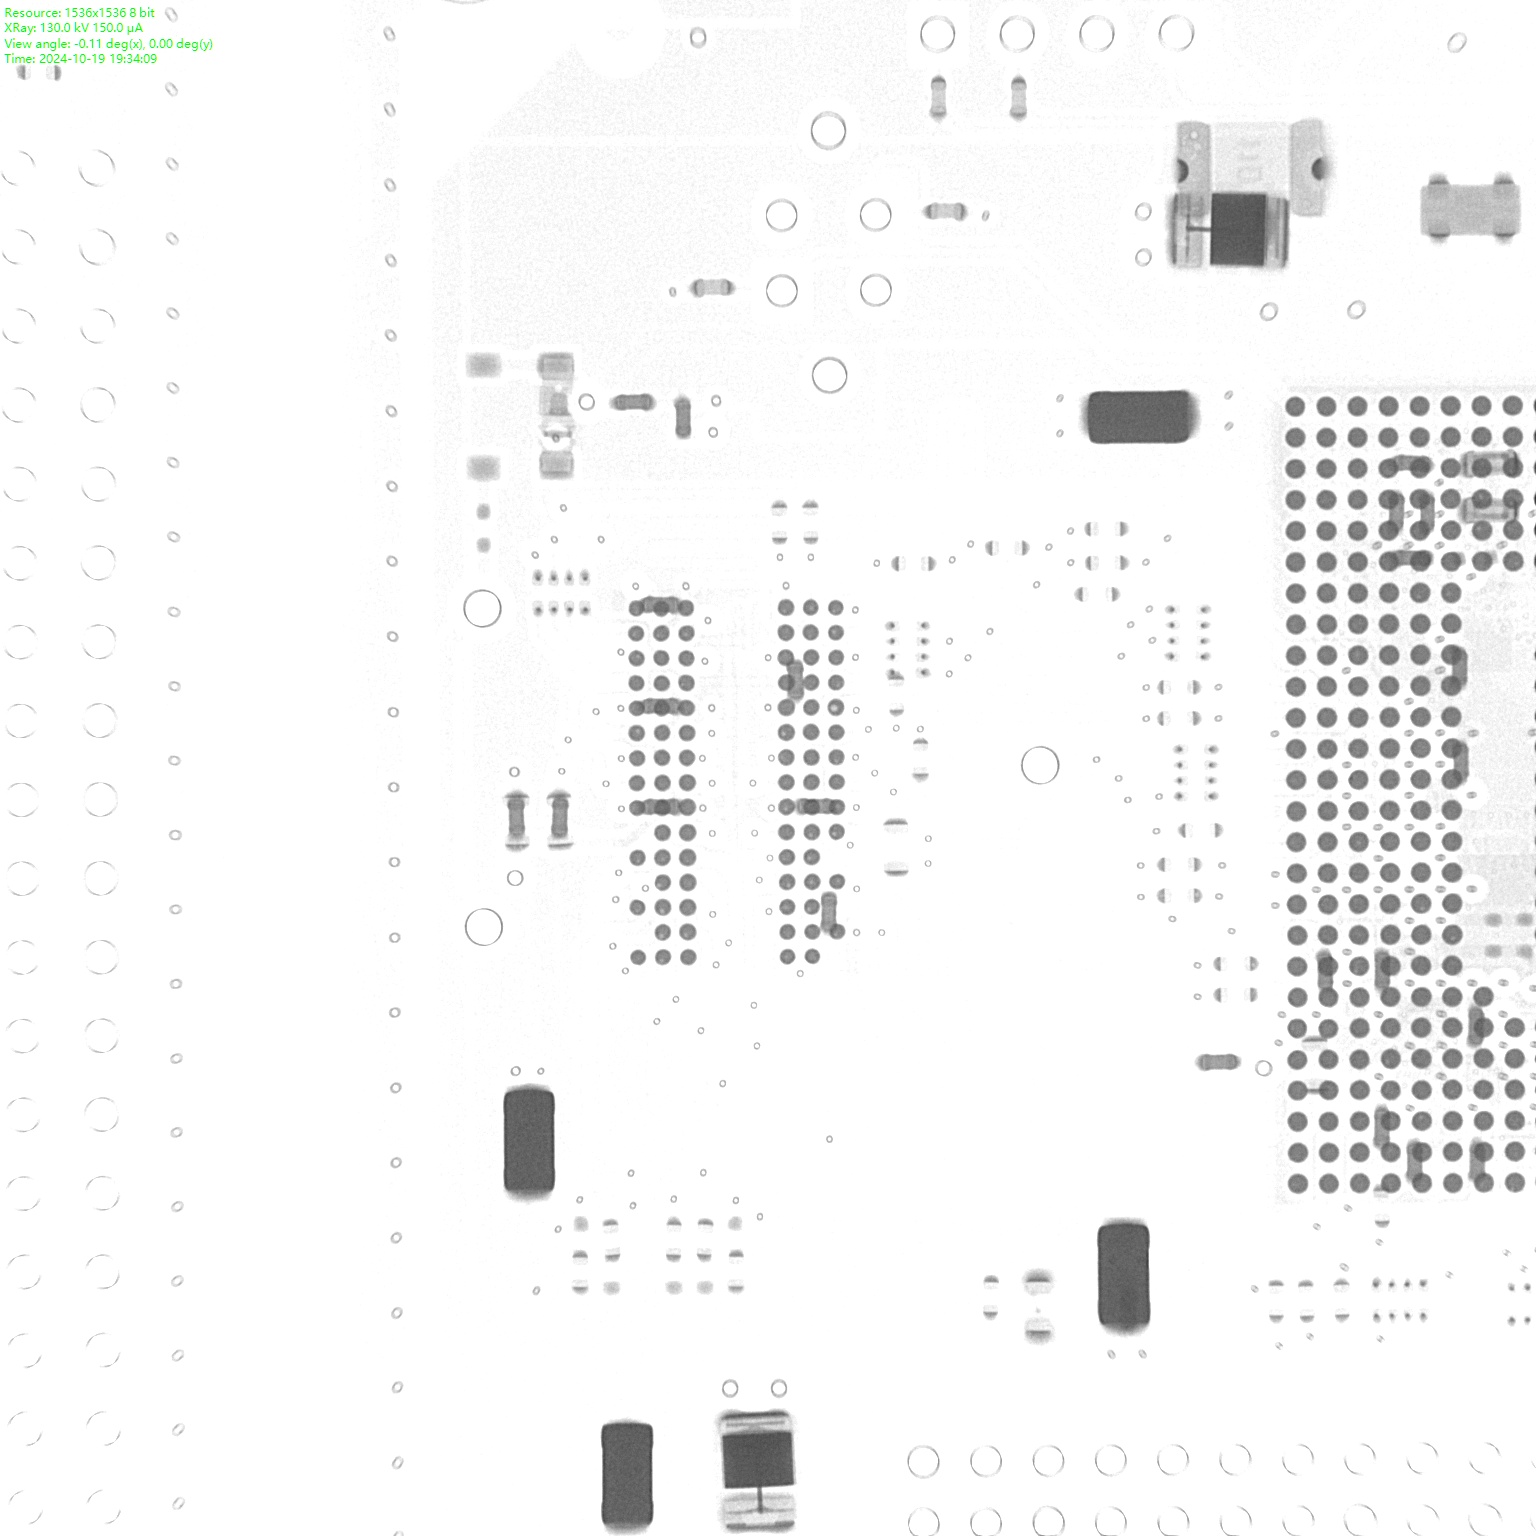 Resource: 1536x1536 8 bit
XRay: 130.0 kV 150.0 µA
View angle: -0.11 deg(x), 0.00 deg(y)
Time: 2024-10-19 19:34:09